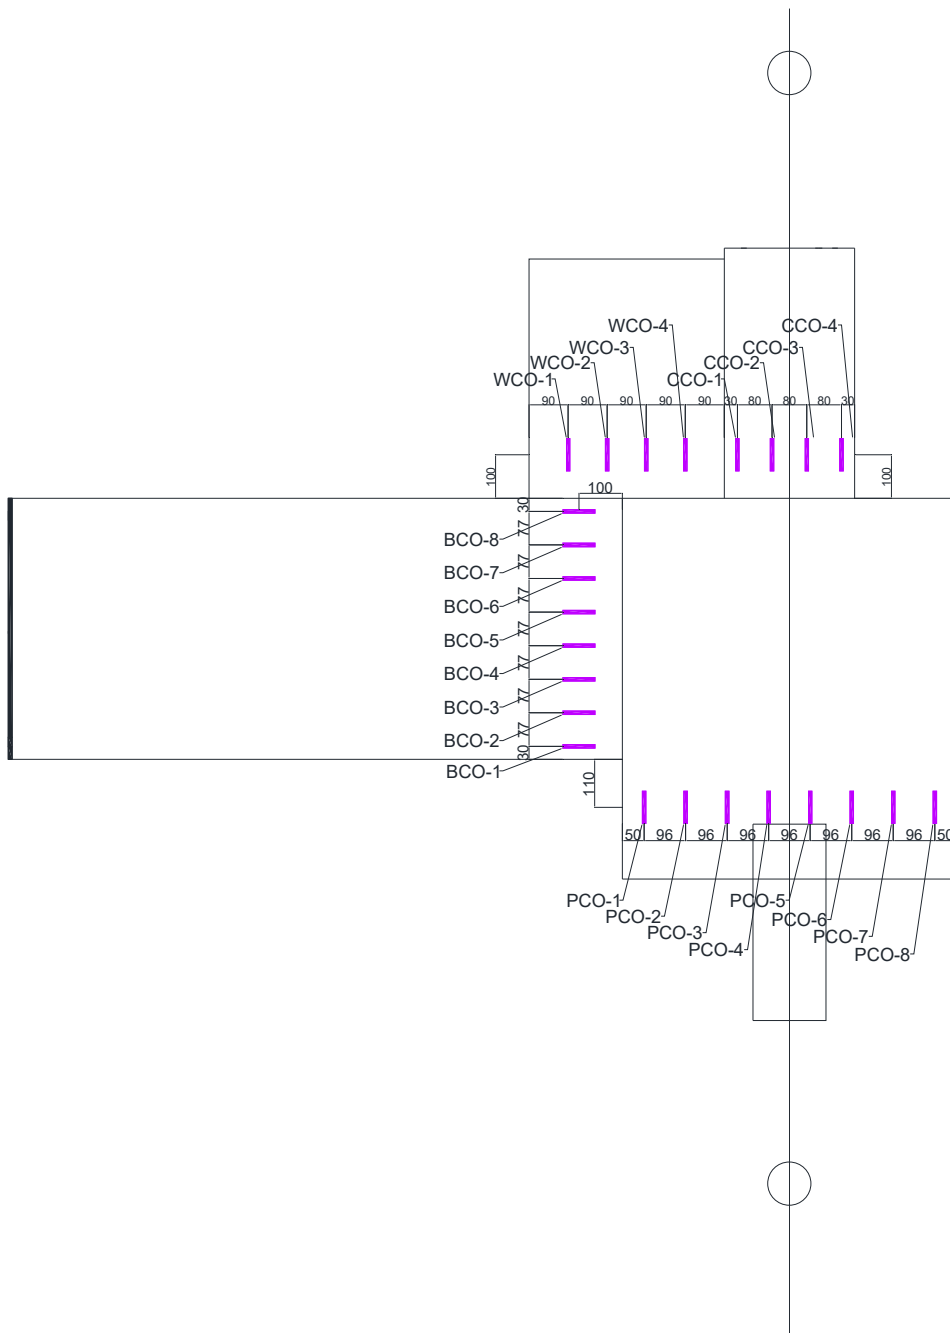 CCO-4
WCO-4
CCO-3
WCO-3
CCO-2
WCO-2
CCO-1
WCO-1
90 90 90 90 90 30 80 80 80 30
100 100
100
30
77
77
77
77
77
77
77
30
BCO-8
BCO-7
BCO-6
BCO-5
BCO-4
BCO-3
BCO-2
BCO-1
110
50 96 96 96 96 96 96 96 50
PCO-1
PCO-2
PCO-3
PCO-4
PCO-5
PCO-6
PCO-7
PCO-8